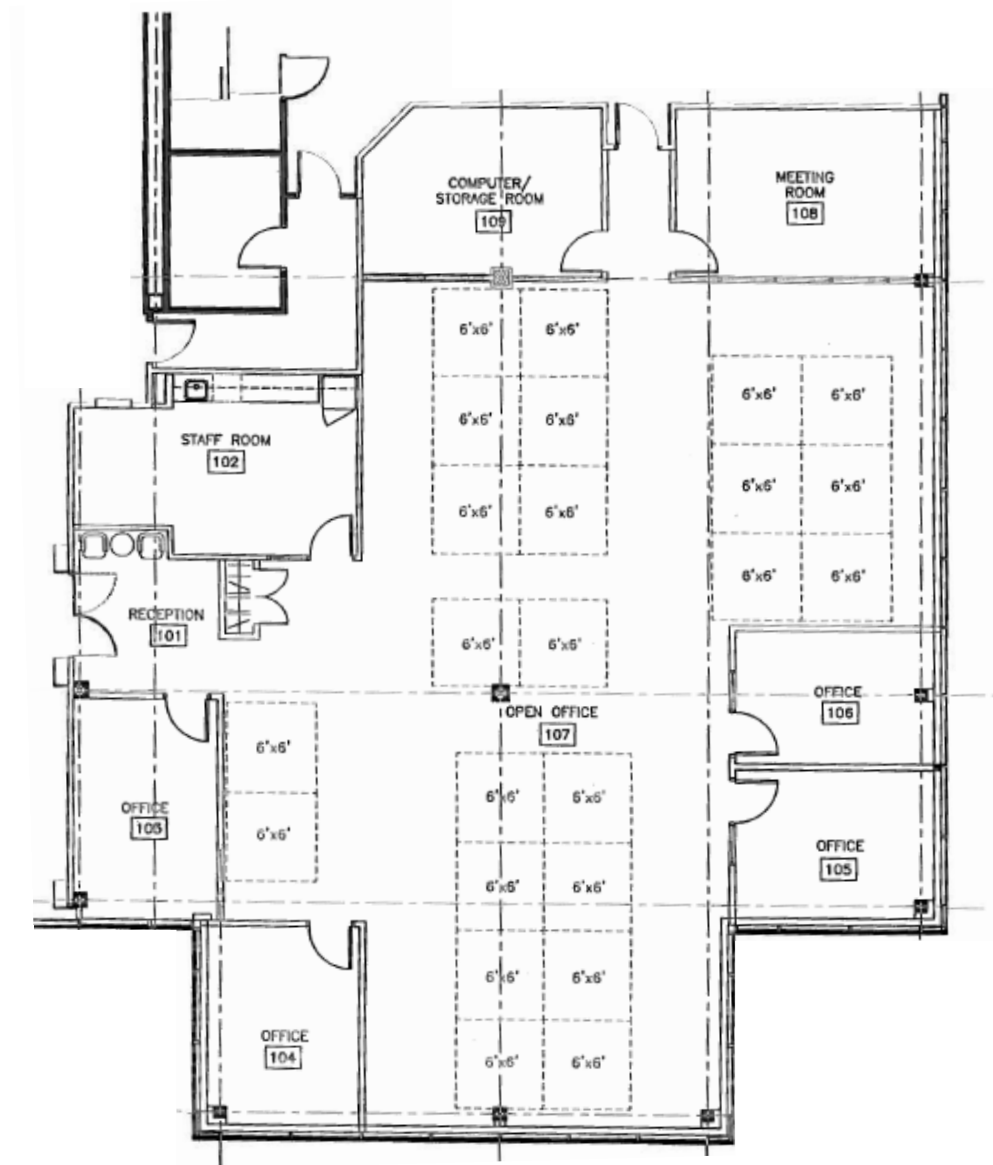 COMPUTER/
STORAGE ROOM
109
MEETING
ROOM
108
6'x6' 6'x6'
6'x6' 6'x6'
6'x6' 6'x6'
6'x6' 6'x6'
6'x6' 6'x6'
6'x6' 6'x6'
STAFF ROOM
102
RECEPTION
101
6'x6' 6'x6'
OFFICE
106
OPEN OFFICE
107
6'x6'
6'x6'
OFFICE
103
6'x6' 6'x6'
6'x6' 6'x6'
6'x6' 6'x6'
6'x6' 6'x6'
OFFICE
105
OFFICE
104